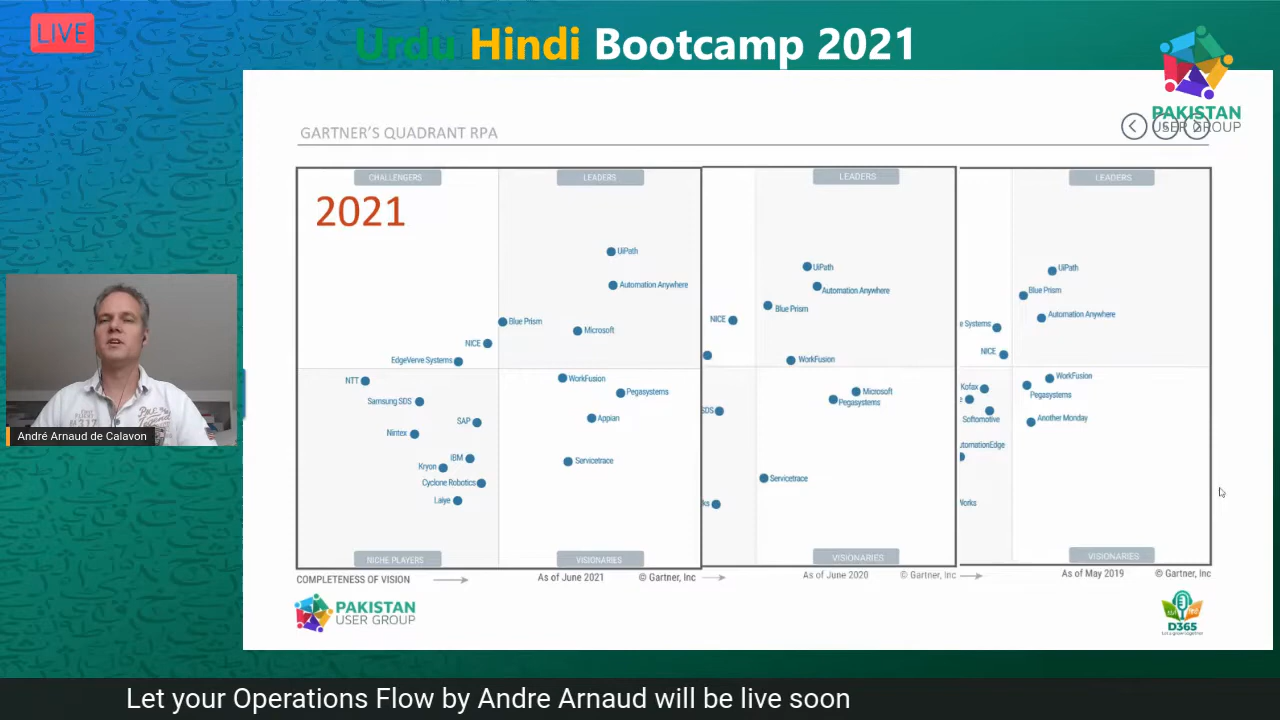 LIVE
Urdu Hindi Bootcamp 2021
PAKISTAN
USER GROUP
GARTNER'S QUADRANT RPA
CHALLENGERS
LEADERS
2021
UiPath
Automation Anywhere
Blue Prism
Microsoft
NICE
EdgeVerve Systems
NTT
WorkFusion
Pegasystems
Samsung SDS
SAP
Appian
Nintex
IBM
Servicetrace
Kryon
Cyclone Robotics
Laiye
NICHE PLAYERS
VISIONARIES
COMPLETENESS OF VISION
As of June 2021
© Gartner, Inc
LEADERS
UiPath
Automation Anywhere
Blue Prism
NICE
WorkFusion
Microsoft
Pegasystems
SDS
Servicetrace
ks
VISIONARIES
As of June 2020
© Gartner, Inc
LEADERS
UiPath
Blue Prism
Automation Anywhere
e Systems
NICE
WorkFusion
Kofax
Pegasystems
e
Softomotive
Another Monday
utomationEdge
Works
VISIONARIES
As of May 2019
© Gartner, Inc
André Arnaud de Calavon
PAKISTAN
USER GROUP
D365
Let your Operations Flow by Andre Arnaud will be live soon